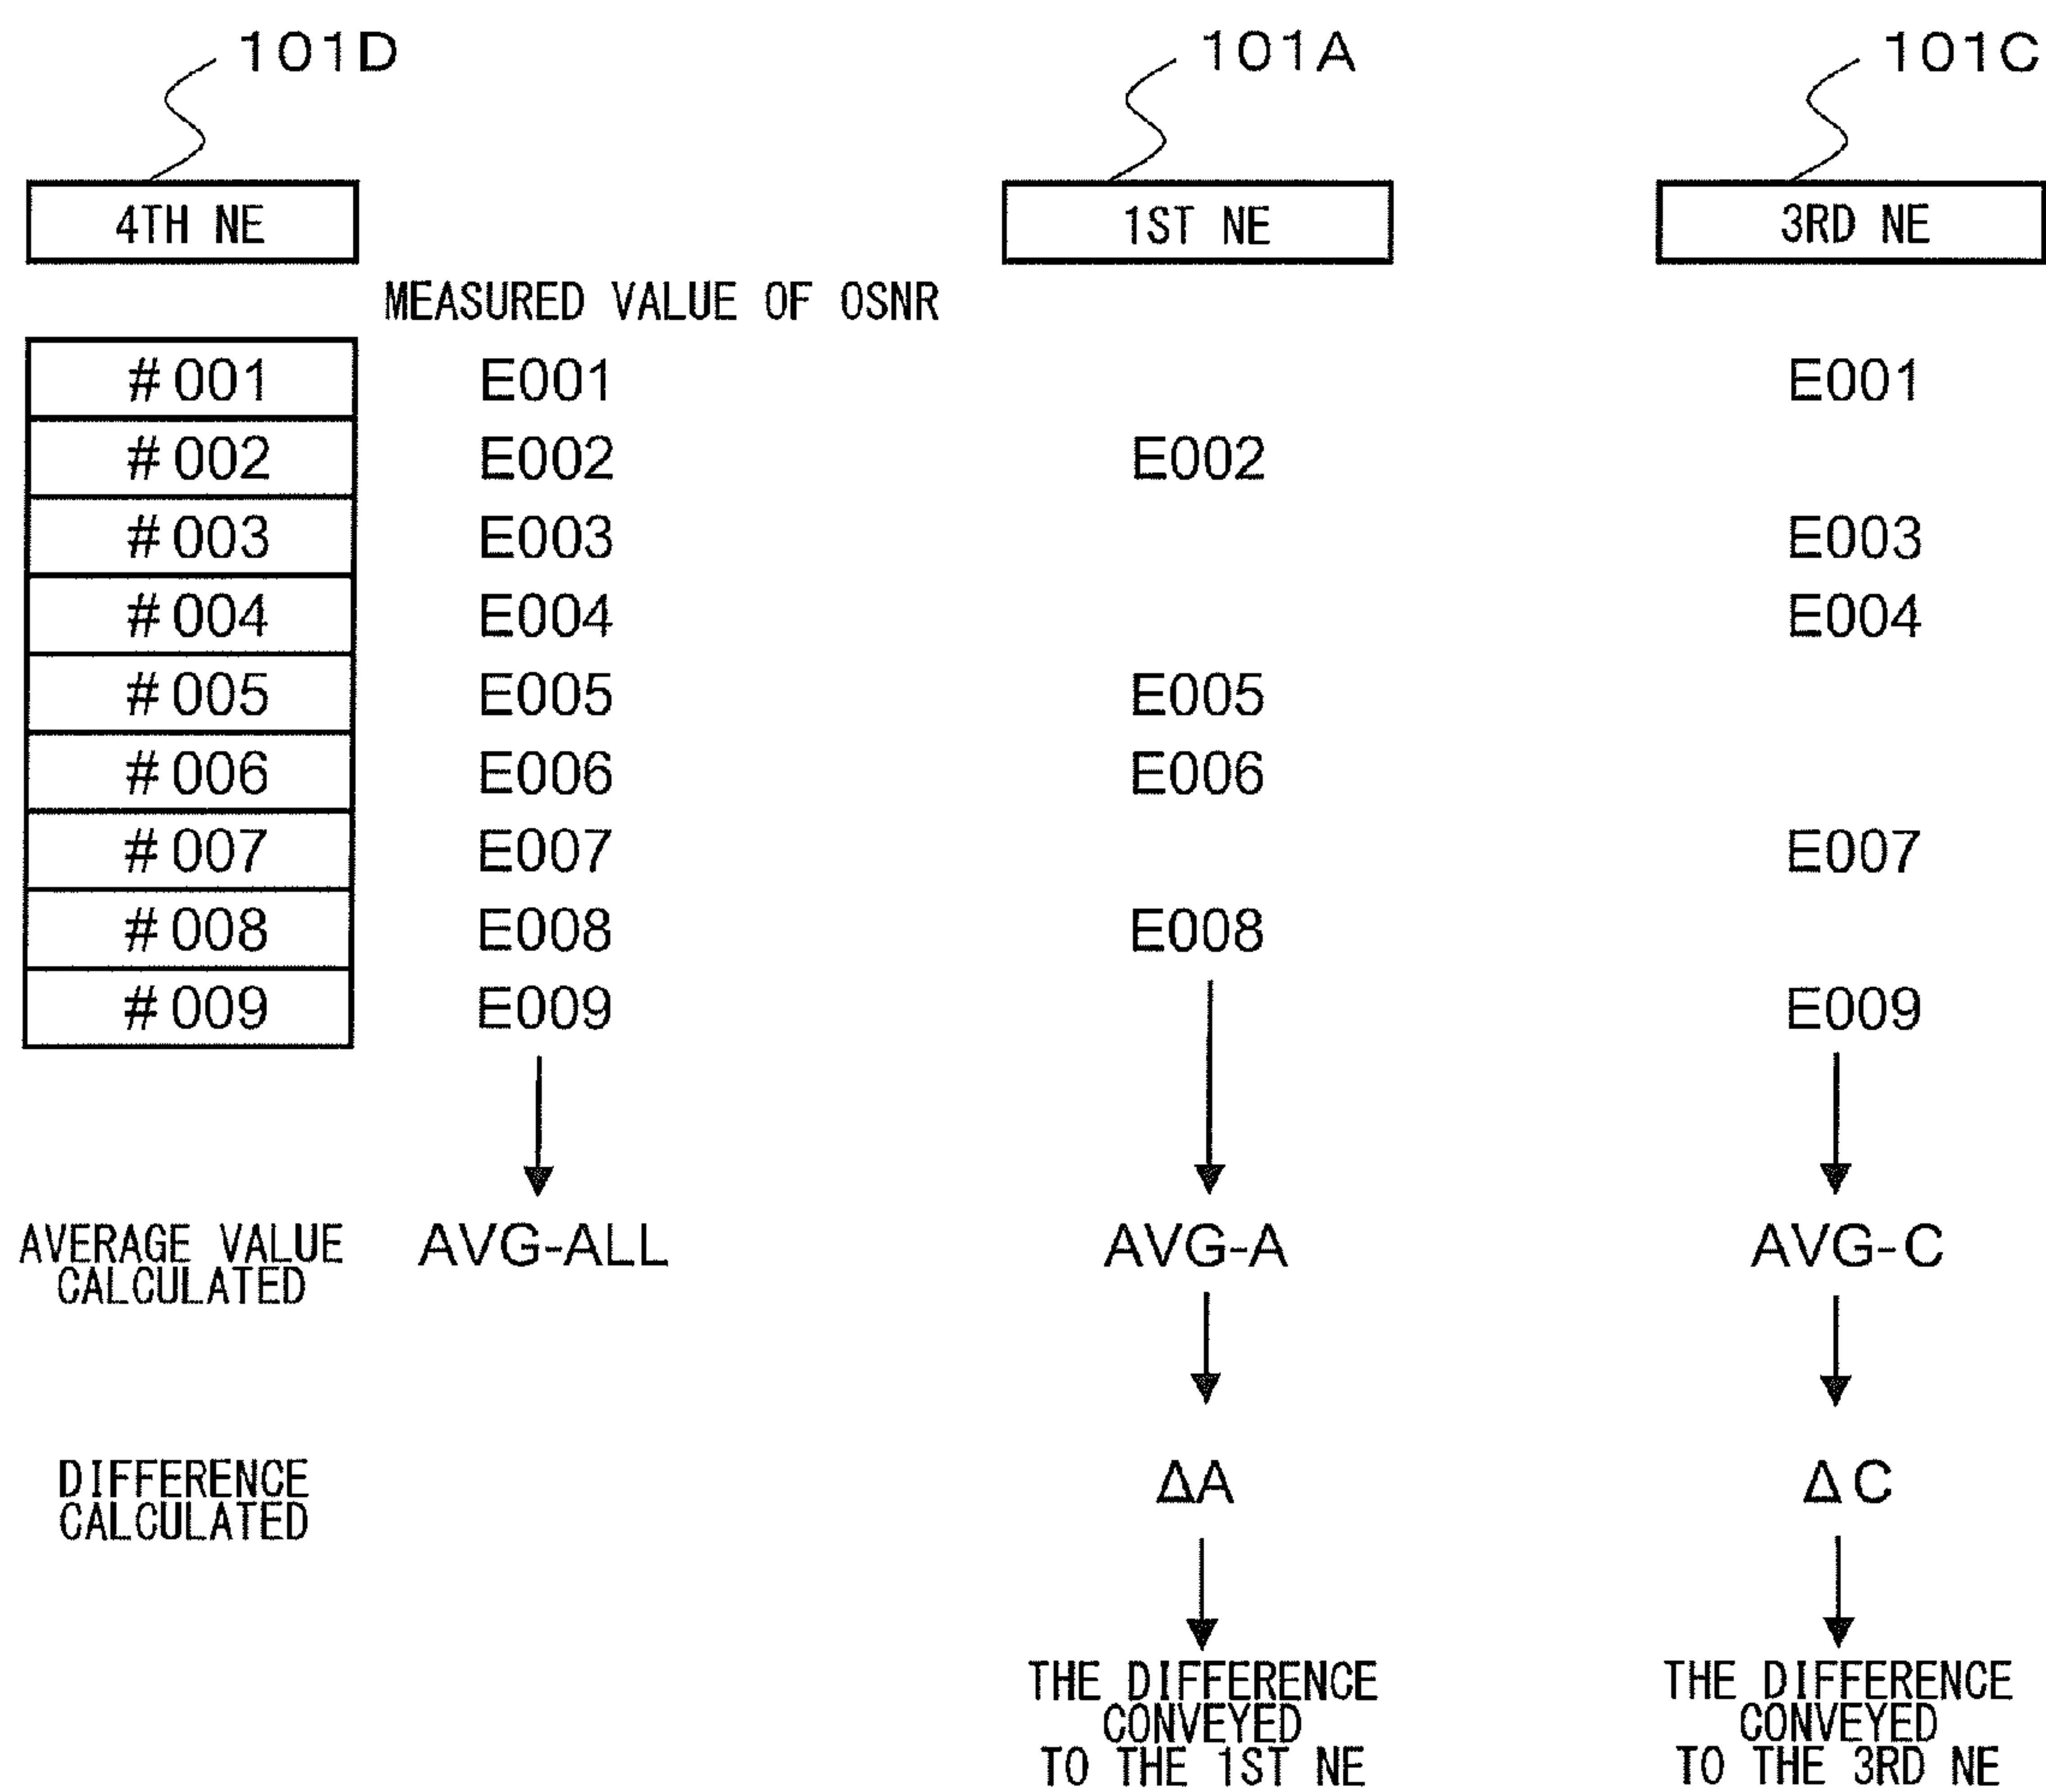 101D 101A 101C
4TH NE 1ST NE 3RD NE
MEASURED VALUE OF OSNR
#001 E001 E001
#002 E002 E002
#003 E003 E003
#004 E004 E004
#005 E005 E005
#006 E006 E006
#007 E007 E007
#008 E008 E008
#009 E009 E009
AVERAGE VALUE
CALCULATED
AVG-ALL AVG-A AVG-C
DIFFERENCE
CALCULATED
ΔA ΔC
THE DIFFERENCE
CONVEYED
TO THE 1ST NE
THE DIFFERENCE
CONVEYED
TO THE 3RD NE